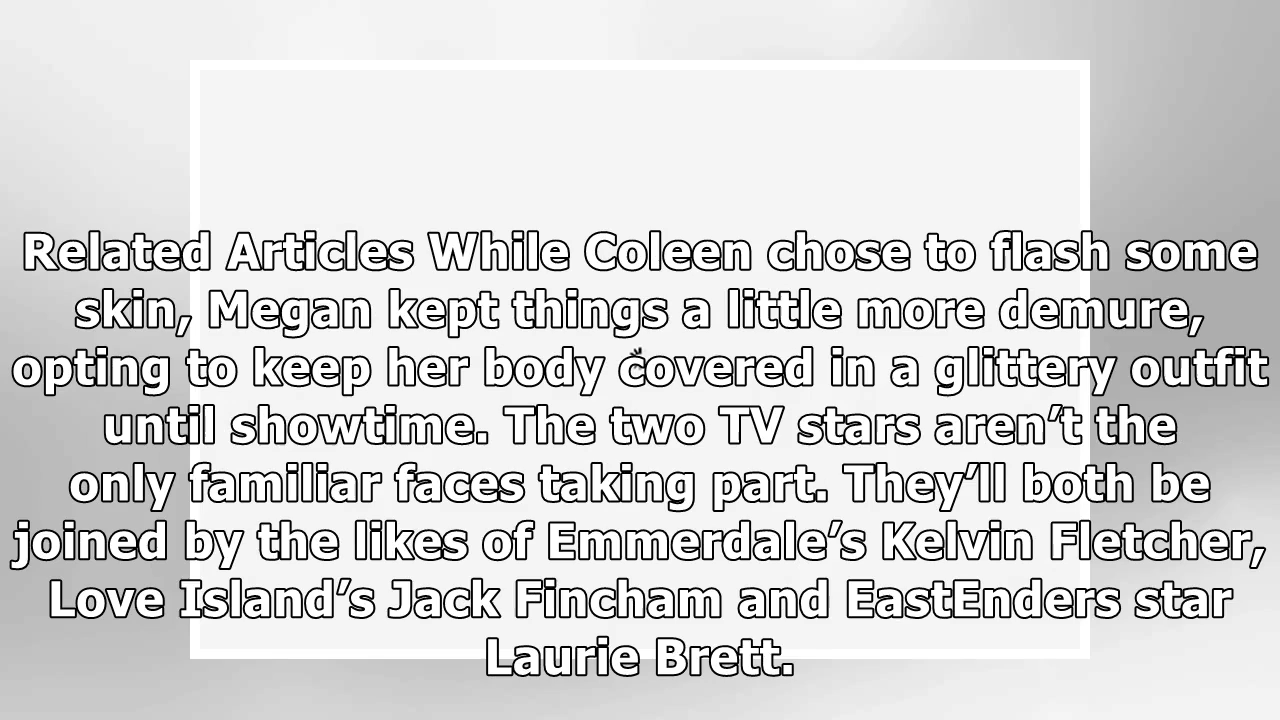 Related Articles While Coleen chose to flash some
skin, Megan kept things a little more demure,
opting to keep her body covered in a glittery outfit
until showtime. The two TV stars aren’t the
only familiar faces taking part. They’ll both be
joined by the likes of Emmerdale’s Kelvin Fletcher,
Love Island’s Jack Fincham and EastEnders star
Laurie Brett.